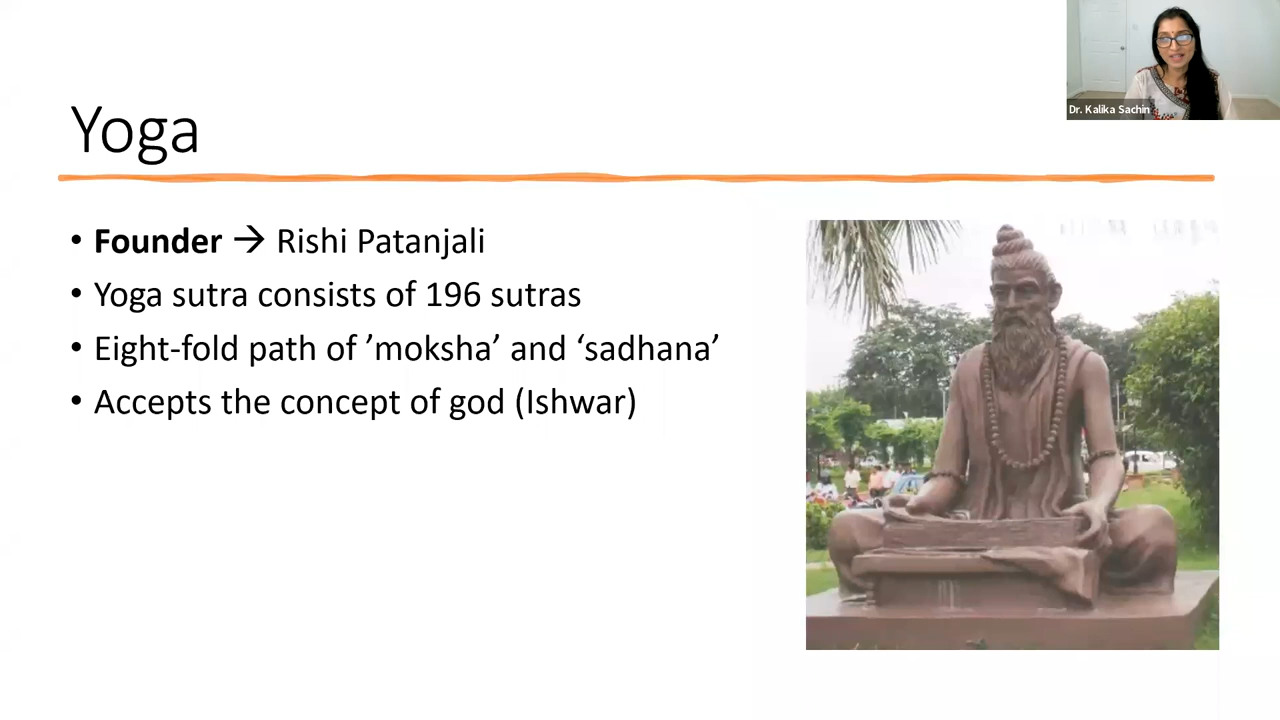 Dr. Kalika Sachin
Yoga
• Founder → Rishi Patanjali
• Yoga sutra consists of 196 sutras
• Eight-fold path of ’moksha’ and ‘sadhana’
• Accepts the concept of god (Ishwar)